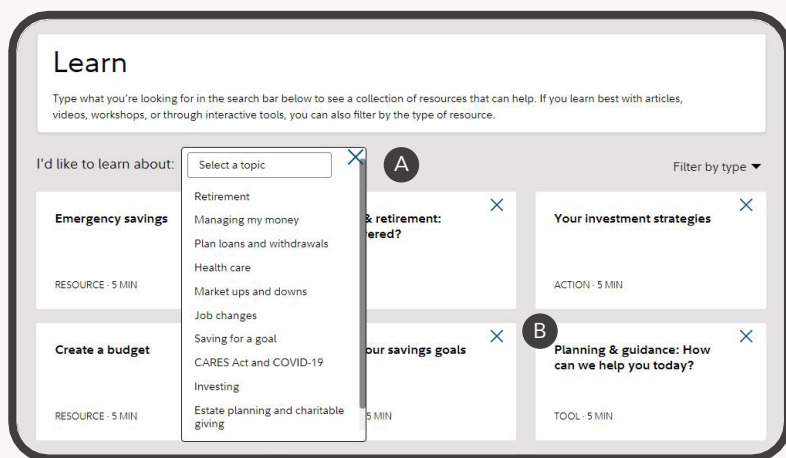 Learn
Type what you're looking for in the search bar below to see a collection of resources that can help. If you learn best with articles,
videos, workshops, or through interactive tools, you can also filter by the type of resource.
I'd like to learn about:
Select a topic
A
Filter by type
Retirement
Managing my money
Plan loans and withdrawals
Health care
Market ups and downs
Job changes
Saving for a goal
CARES Act and COVID-19
Investing
Estate planning and charitable
giving
Emergency savings
RESOURCE · 5 MIN
& retirement:
ered?
Your investment strategies
ACTION · 5 MIN
Create a budget
RESOURCE · 5 MIN
our savings goals
5 MIN
B
Planning & guidance: How
can we help you today?
TOOL · 5 MIN